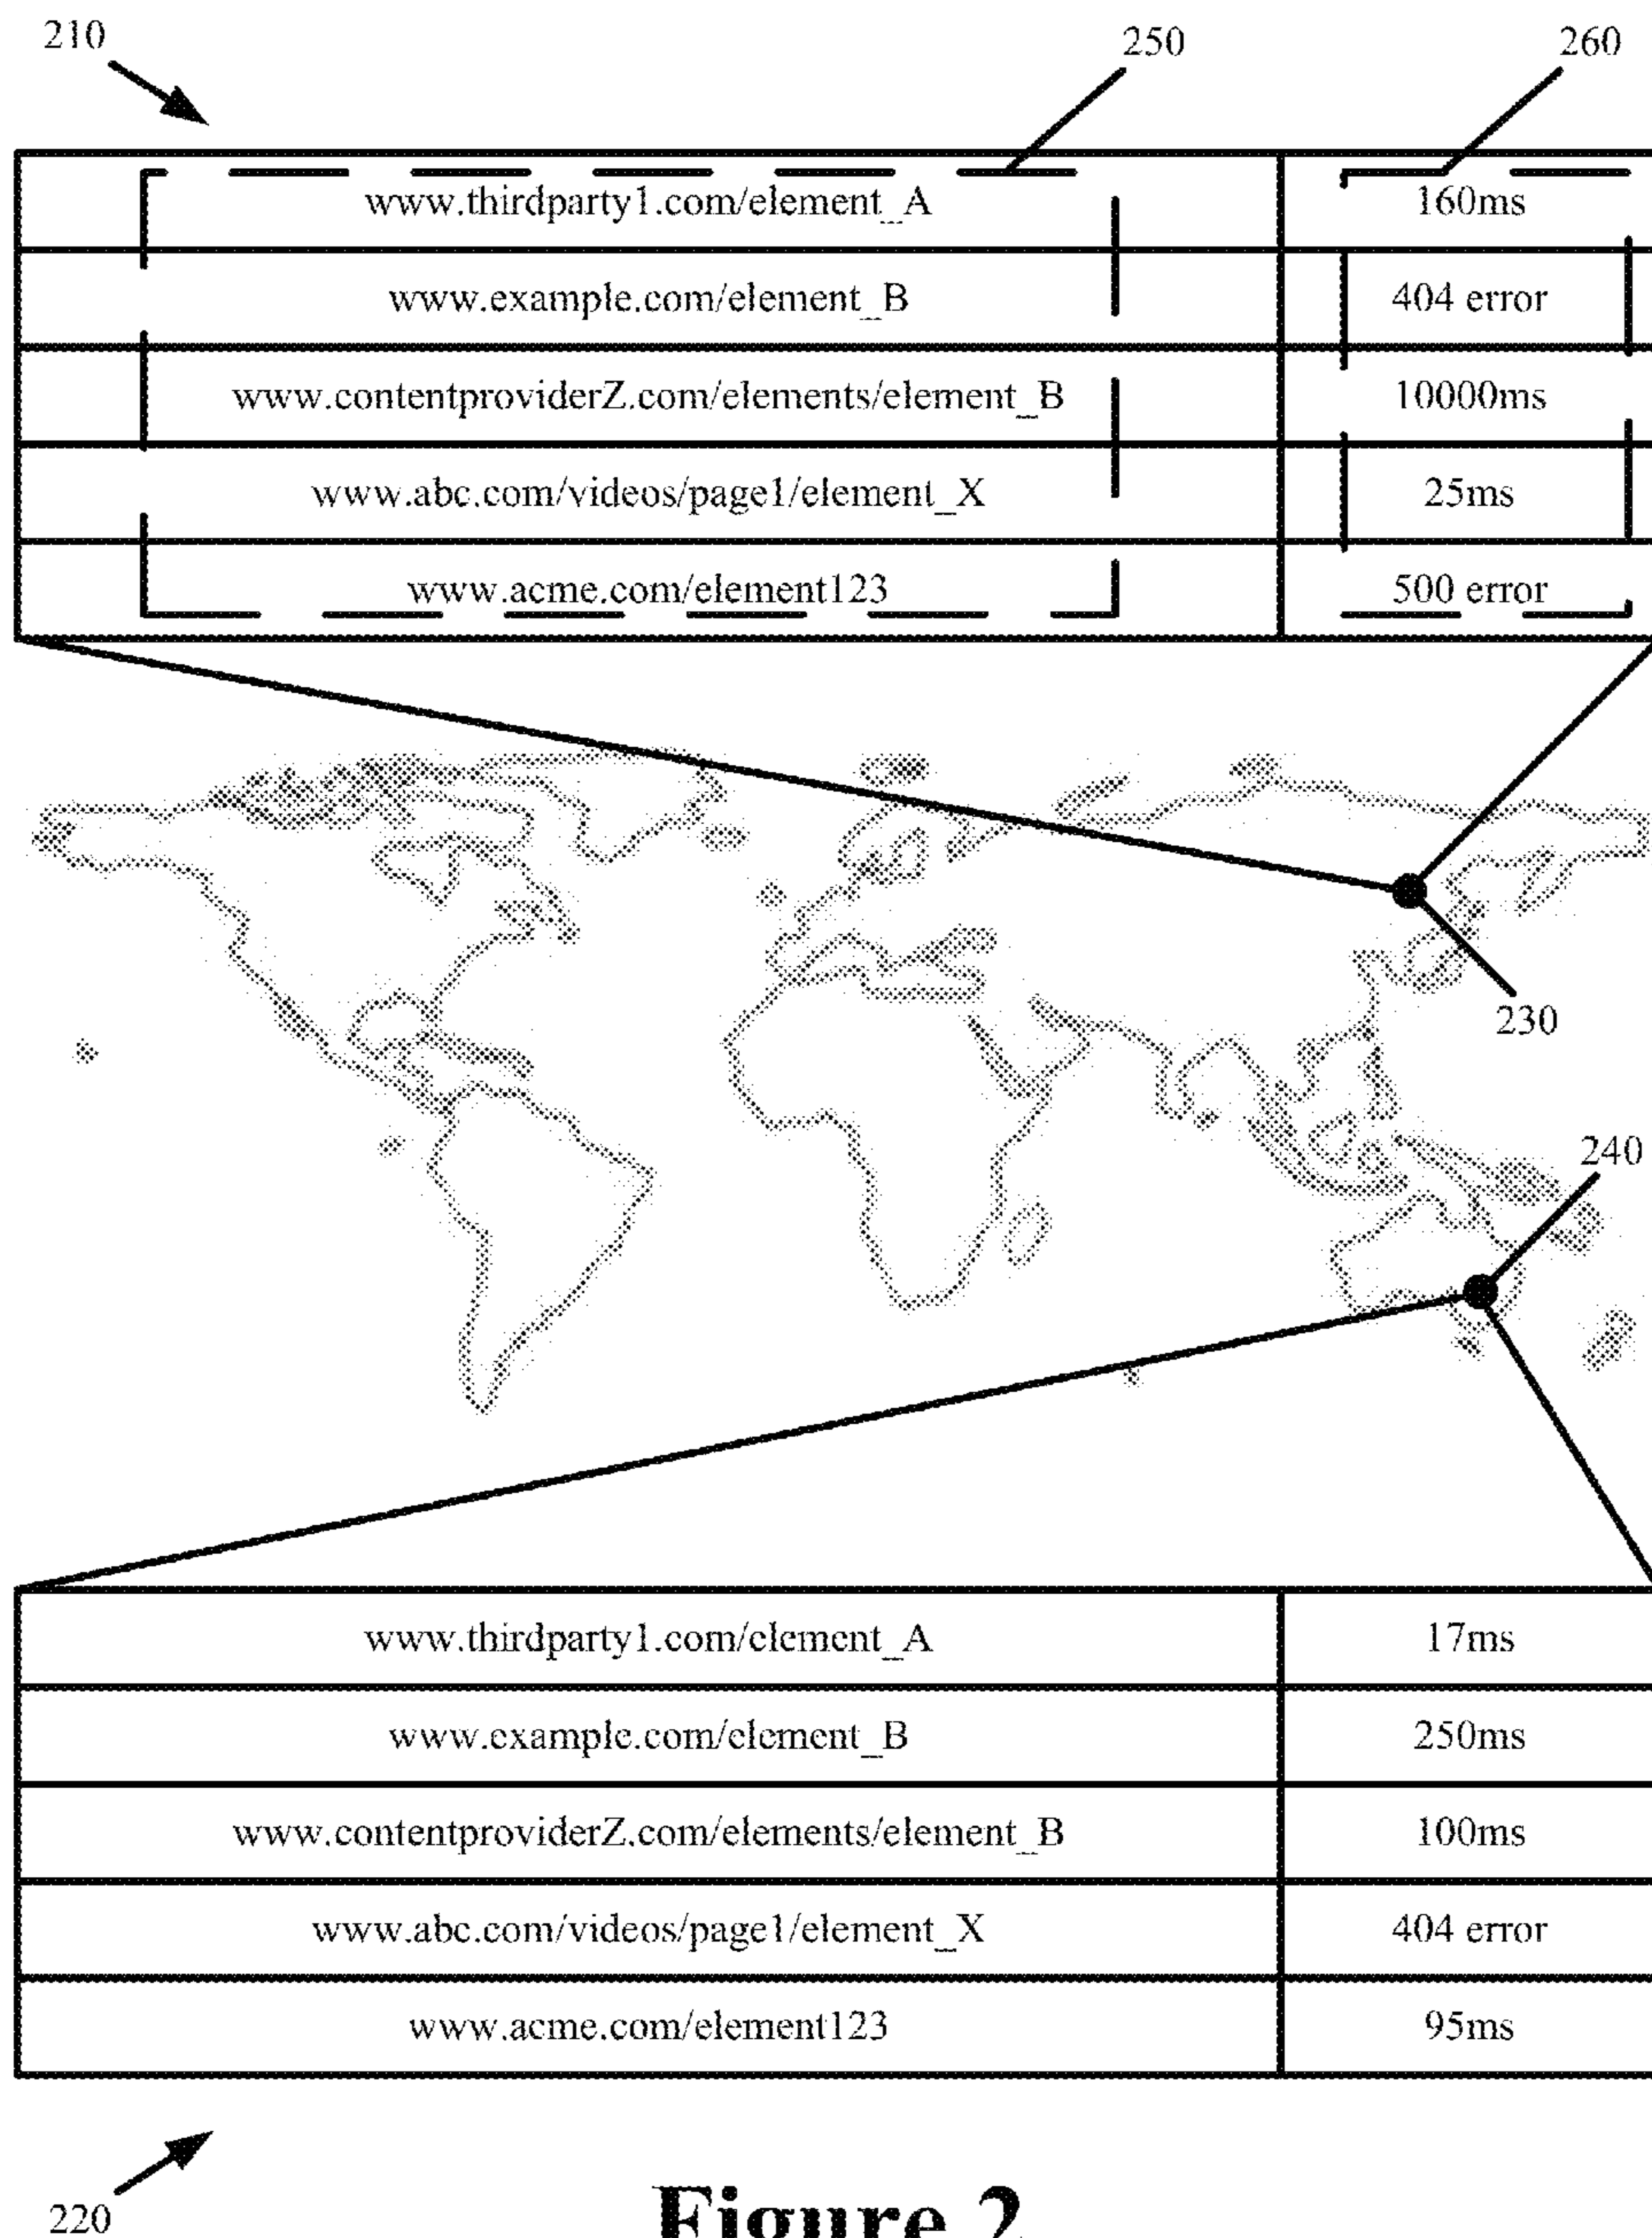 210
250
260
www.thirdparty1.com/element_A 160ms
www.example.com/element_B 404 error
www.contentproviderZ.com/elements/element_B 10000ms
www.abc.com/videos/page1/element_X 25ms
www.acme.com/element123 500 error
230
240
www.thirdparty1.com/element_A 17ms
www.example.com/element_B 250ms
www.contentproviderZ.com/elements/element_B 100ms
www.abc.com/videos/page1/element_X 404 error
www.acme.com/element123 95ms
220
Figure 2